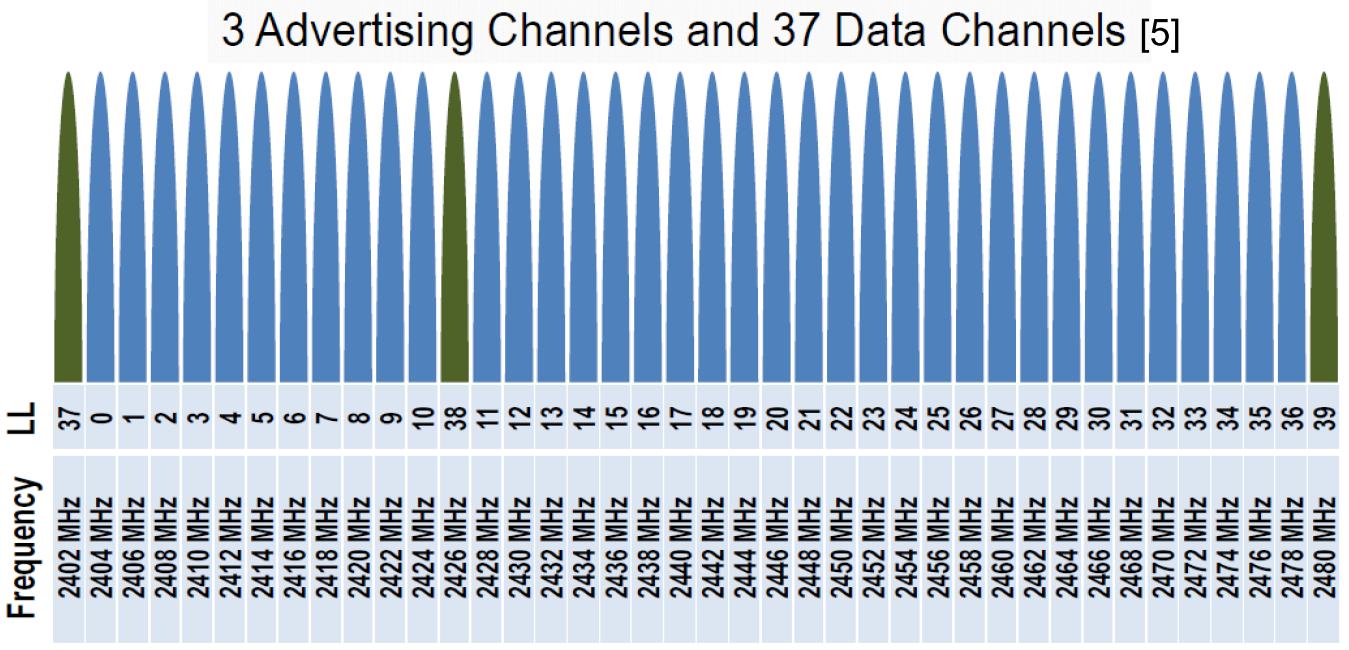 3 Advertising Channels and 37 Data Channels [5]
LL 37 0 1 2 3 4 5 6 7 8 9 10 38 11 12 13 14 15 16 17 18 19 20 21 22 23 24 25 26 27 28 29 30 31 32 33 34 35 36 39
Frequency 2402 MHz 2404 MHz 2406 MHz 2408 MHz 2410 MHz 2412 MHz 2414 MHz 2416 MHz 2418 MHz 2420 MHz 2422 MHz 2424 MHz 2426 MHz 2428 MHz 2430 MHz 2432 MHz 2434 MHz 2436 MHz 2438 MHz 2440 MHz 2442 MHz 2444 MHz 2446 MHz 2448 MHz 2450 MHz 2452 MHz 2454 MHz 2456 MHz 2458 MHz 2460 MHz 2462 MHz 2464 MHz 2466 MHz 2468 MHz 2470 MHz 2472 MHz 2474 MHz 2476 MHz 2478 MHz 2480 MHz